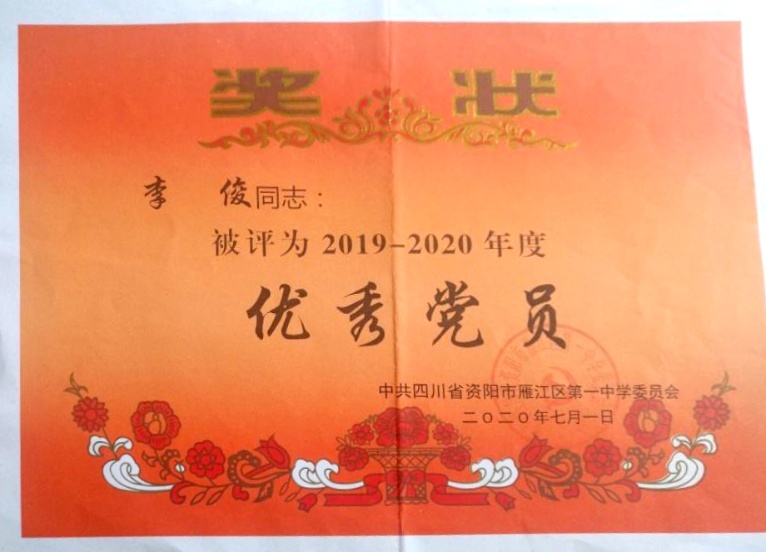 奖 状
李 俊同志：
被评为 2019-2020 年度
优秀党员
中共四川省资阳市雁江区第一中学委员会
二〇二〇年七月一日